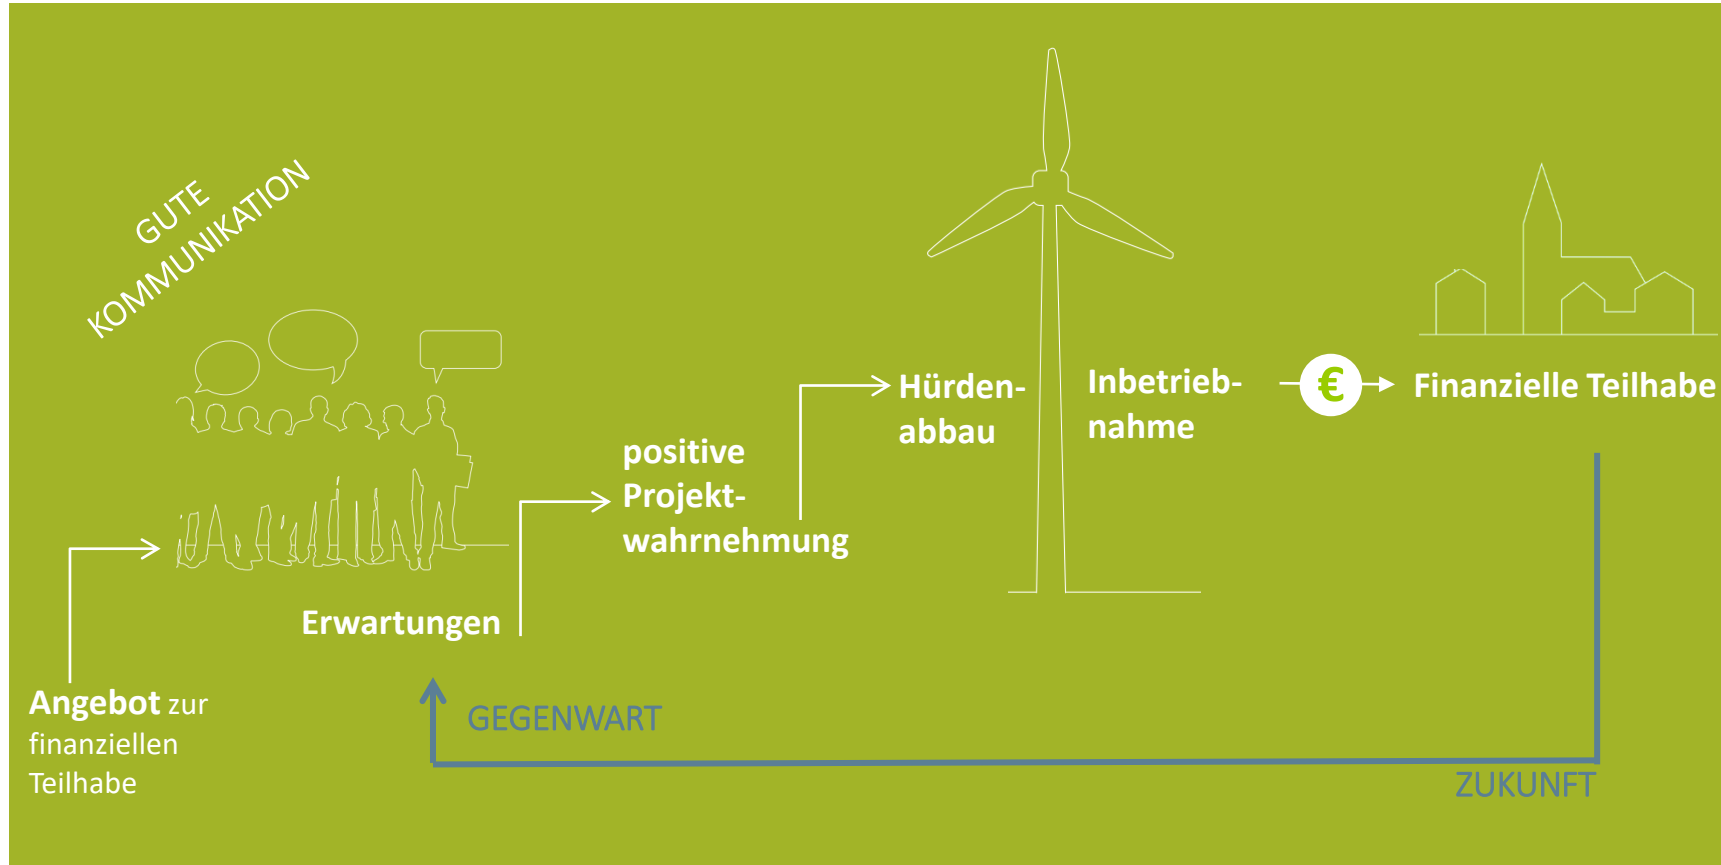 GUTE
KOMMUNIKATION
Angebot zur
finanziellen
Teilhabe
Erwartungen
positive
Projekt-
wahrnehmung
Hürden-
abbau
Inbetrieb-
nahme
€
Finanzielle Teilhabe
GEGENWART
ZUKUNFT